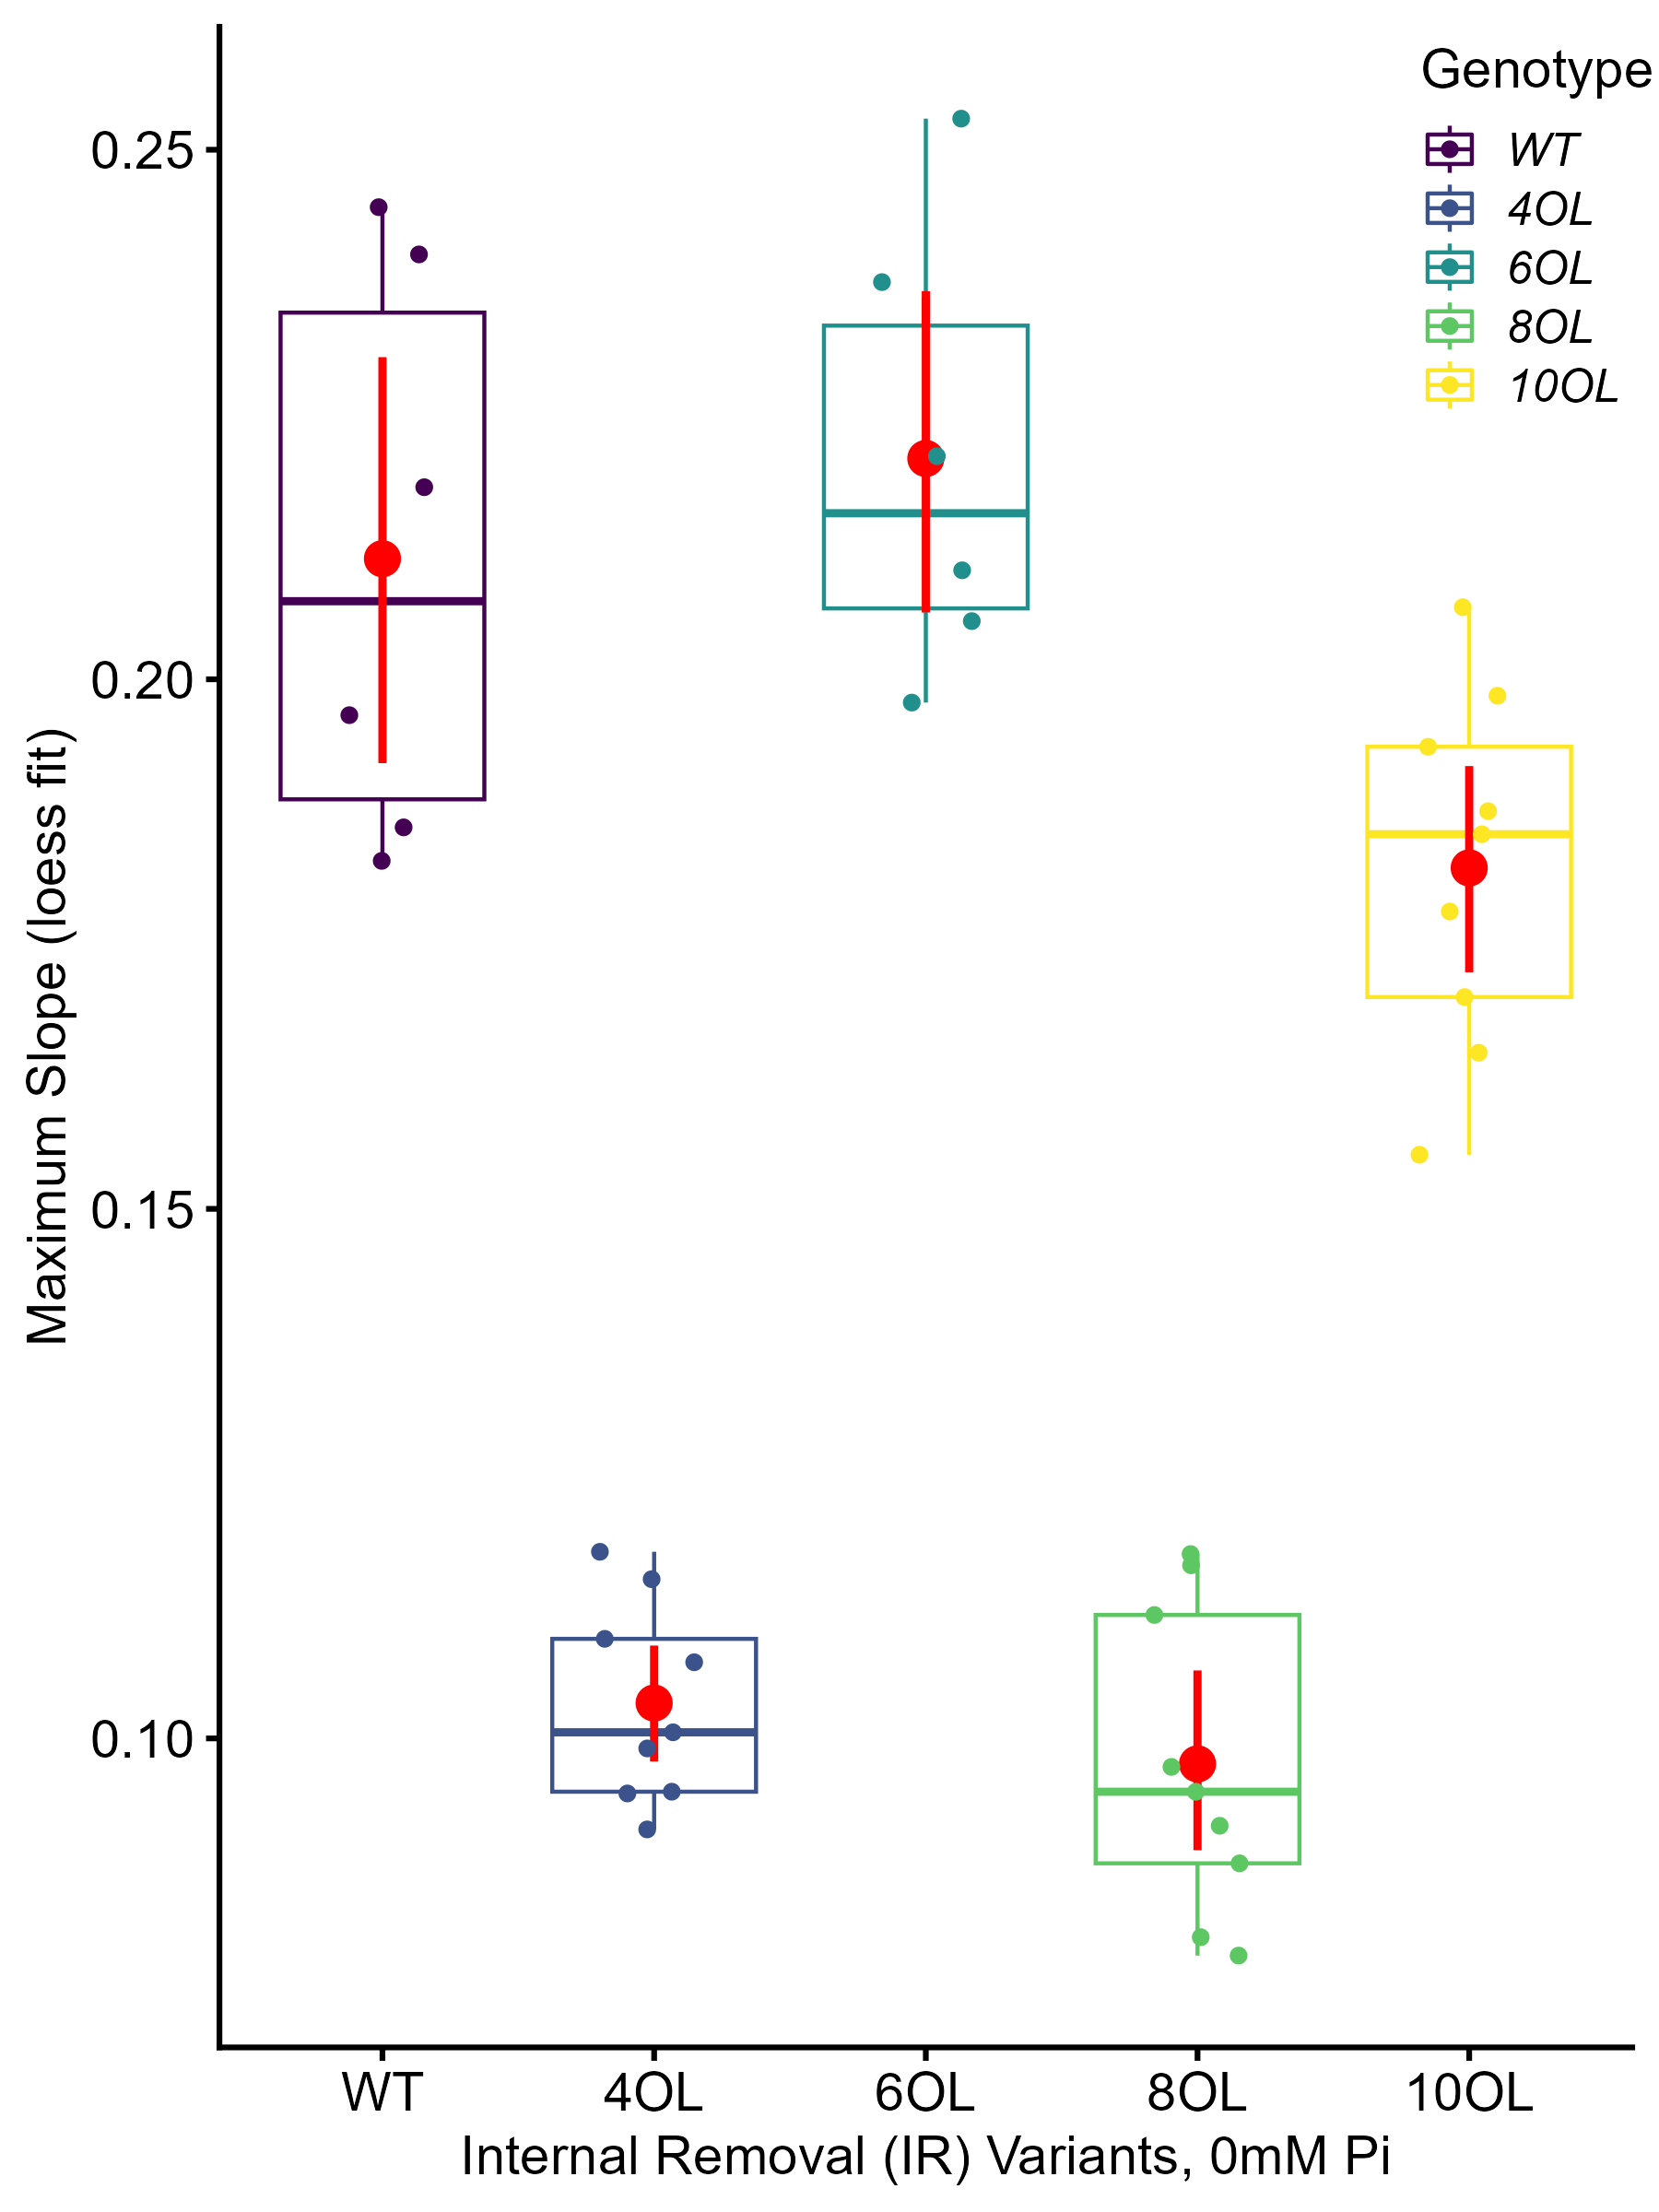 Genotype
WT
4OL
6OL
8OL
10OL
0.25
0.20
0.15
0.10
Maximum Slope (loess fit)
WT 4OL 6OL 8OL 10OL
Internal Removal (IR) Variants, 0mM Pi